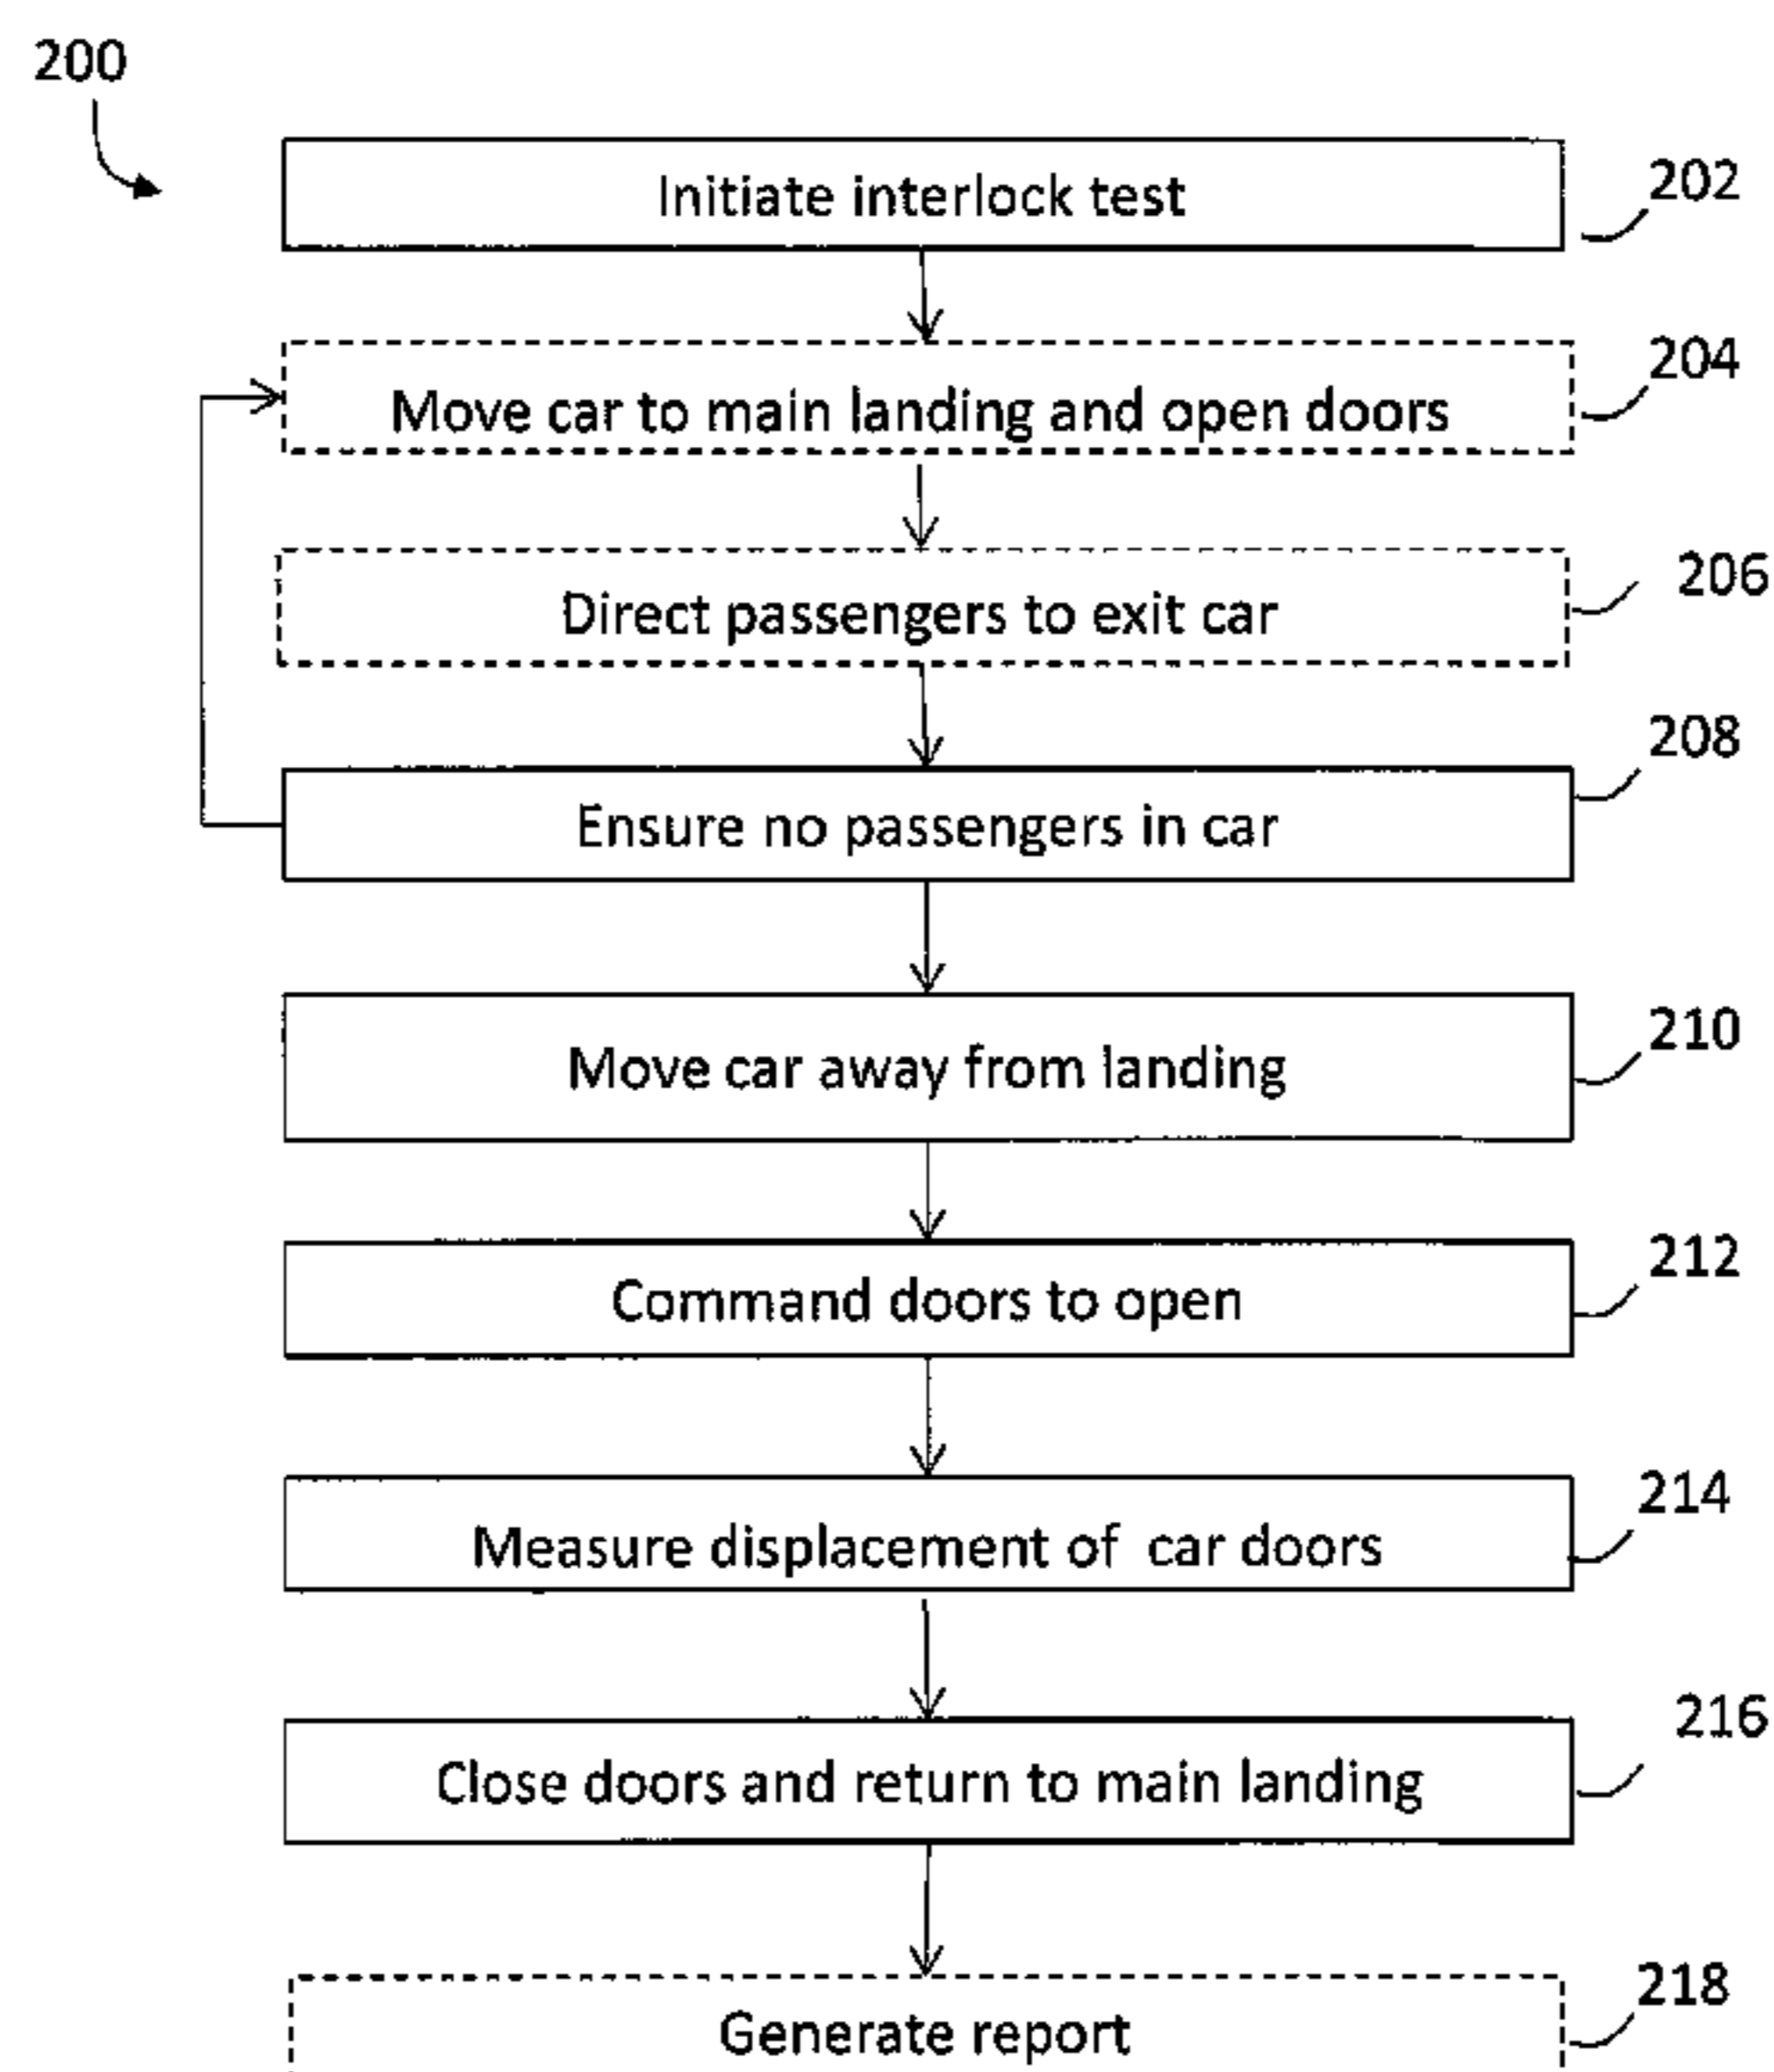 200
Initiate interlock test
202
Move car to main landing and open doors
204
Direct passengers to exit car
206
Ensure no passengers in car
208
Move car away from landing
210
Command doors to open
212
Measure displacement of car doors
214
Close doors and return to main landing
216
Generate report
218